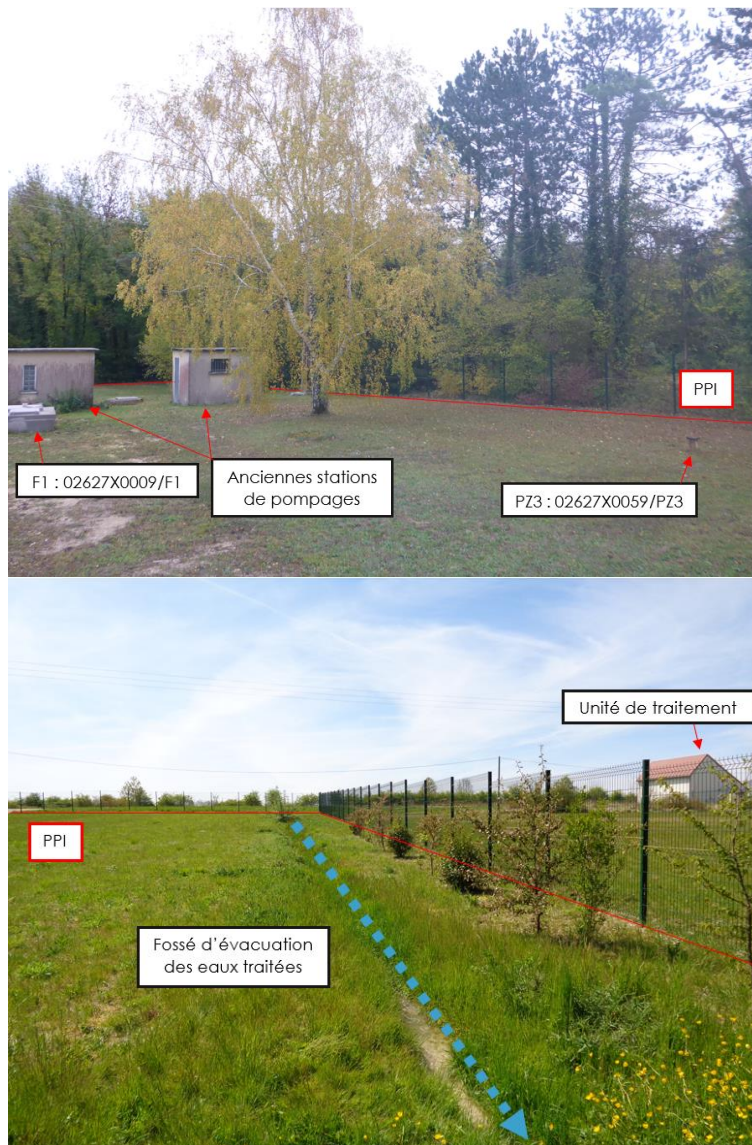 PPI
F1 : 02627X0009/F1
Anciennes stations
de pompages
PZ3 : 02627X0059/PZ3
Unité de traitement
PPI
Fossé d'évacuation
des eaux traitées